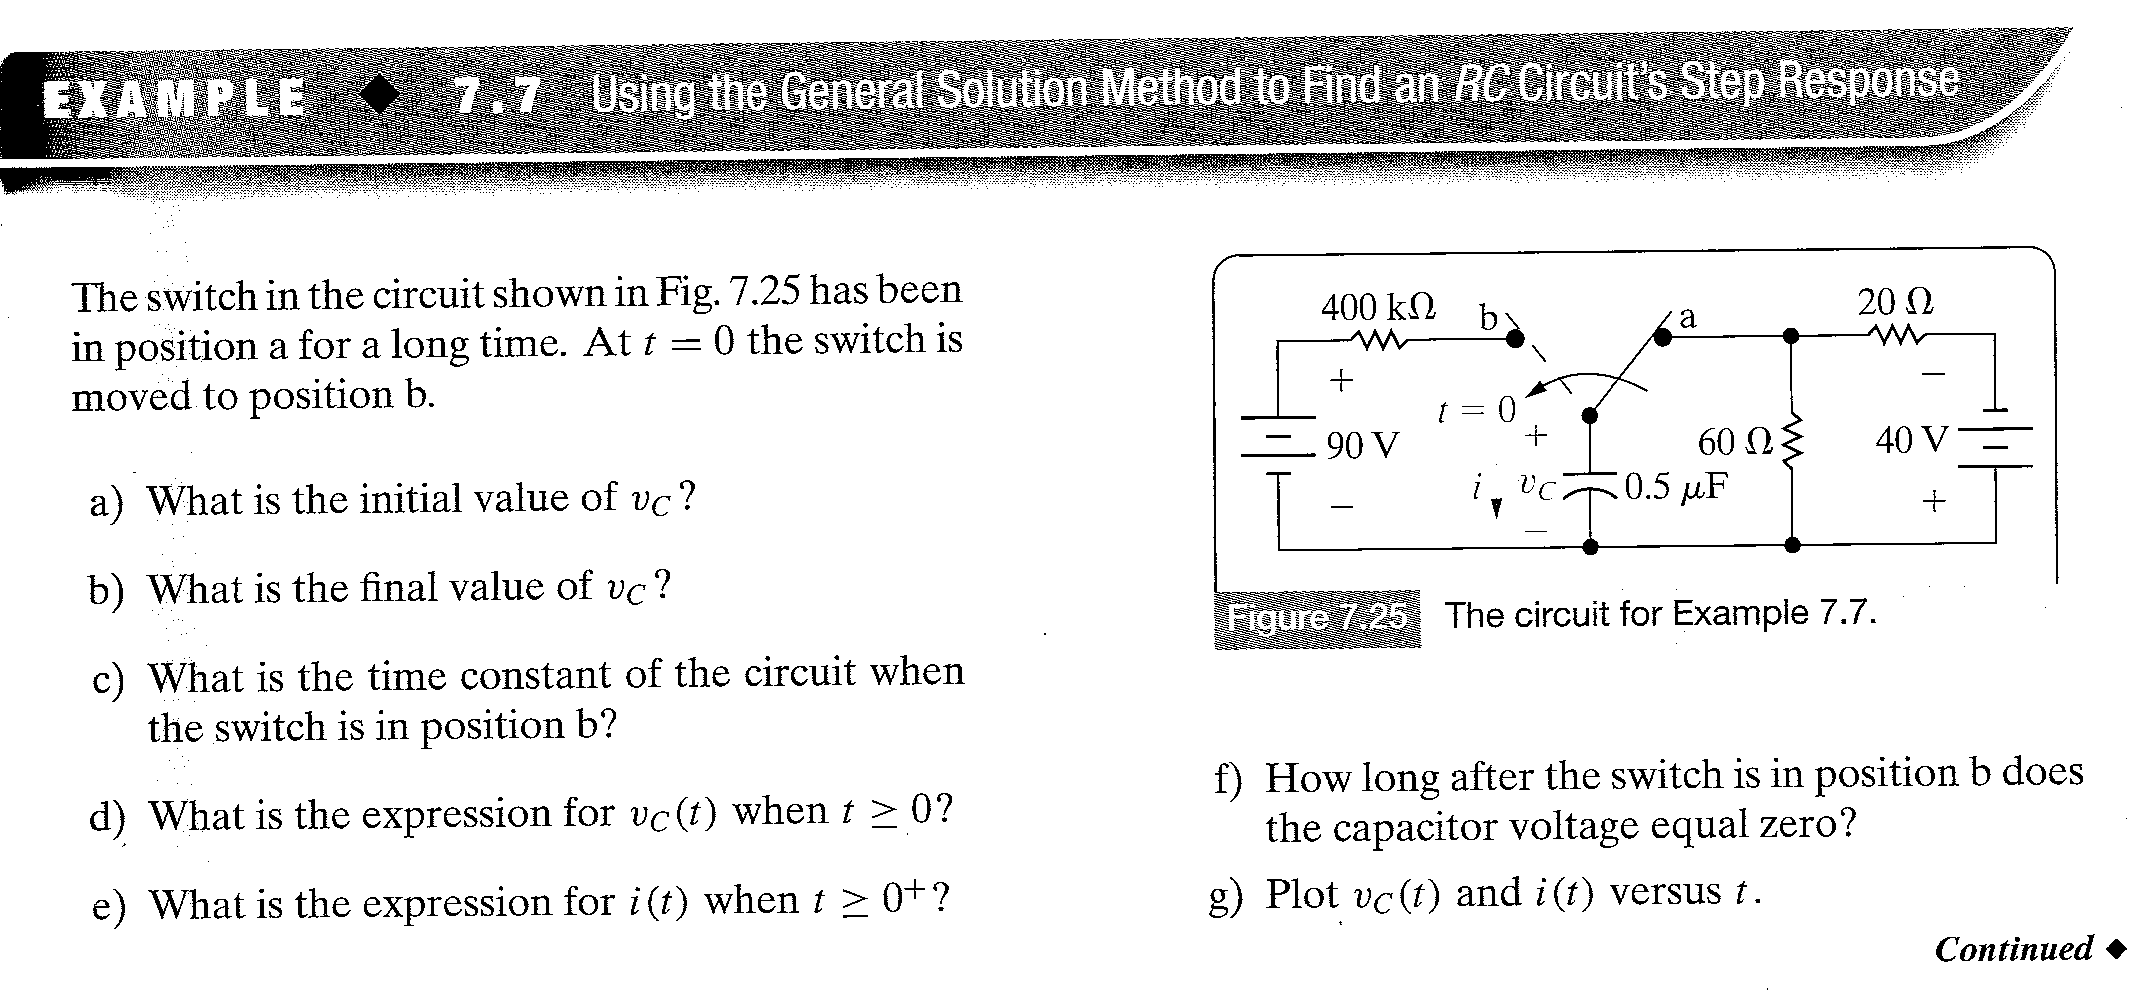 EXAMPLE ◆ 7.7 Using the General Solution Method to Find an RC Circuit's Step Response
The switch in the circuit shown in Fig. 7.25 has been
in position a for a long time. At t = 0 the switch is
moved to position b.
a) What is the initial value of vC?
b) What is the final value of vC?
c) What is the time constant of the circuit when
the switch is in position b?
d) What is the expression for vC(t) when t ≥ 0?
e) What is the expression for i(t) when t ≥ 0+?
400 kΩ
b
a
20 Ω
+
−
t = 0
+
90 V
60 Ω
40 V
i
vC
0.5 μF
−
−
+
Figure 7.25 The circuit for Example 7.7.
f) How long after the switch is in position b does
the capacitor voltage equal zero?
g) Plot vC(t) and i(t) versus t.
Continued ◆